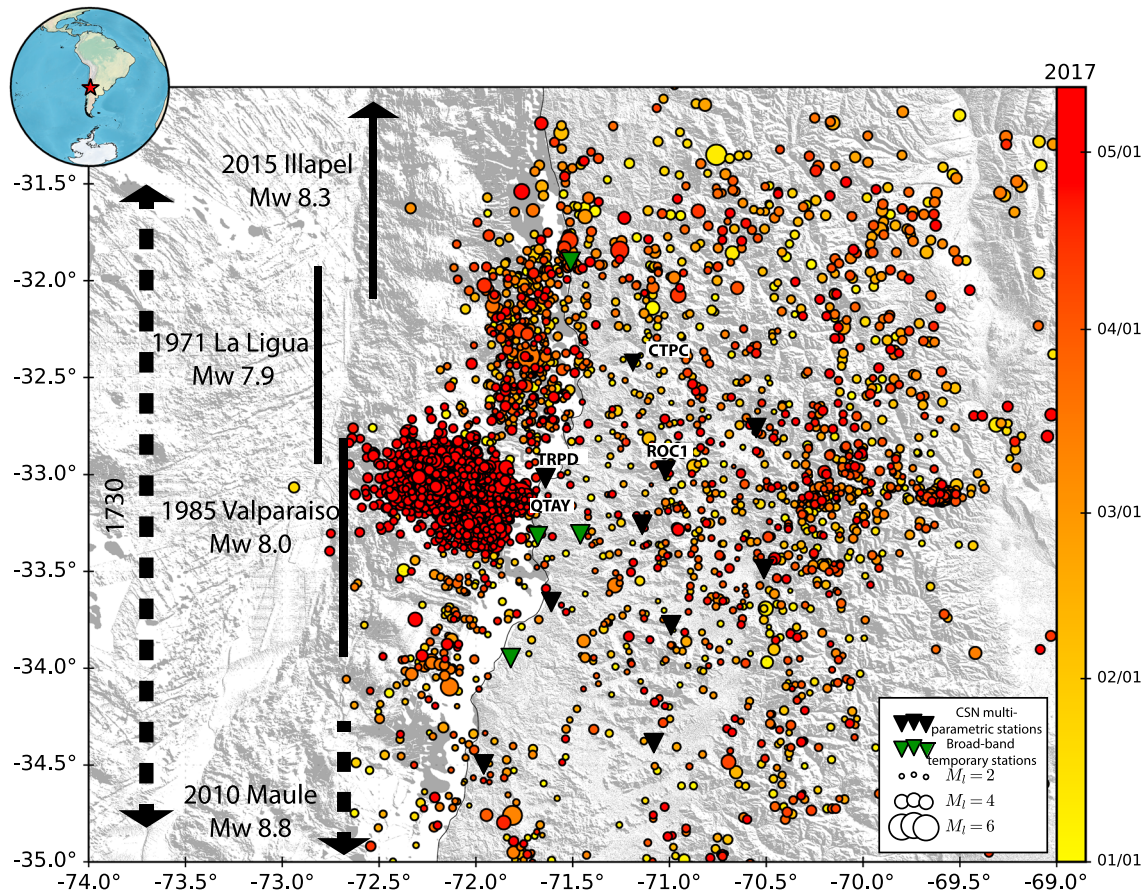 2017
05/01
04/01
03/01
02/01
01/01
-31.5°
-32.0°
-32.5°
-33.0°
-33.5°
-34.0°
-34.5°
-35.0°
-74.0°
-73.5°
-73.0°
-72.5°
-72.0°
-71.5°
-71.0°
-70.5°
-70.0°
-69.5°
-69.0°
2015 Illapel
Mw 8.3
1971 La Ligua
Mw 7.9
1730
1985 Valparaiso
Mw 8.0
2010 Maule
Mw 8.8
CTPC
ROC1
TRPD
QTAY
CSN multi-
parametric stations
Broad-band
temporary stations
M_l = 2
M_l = 4
M_l = 6